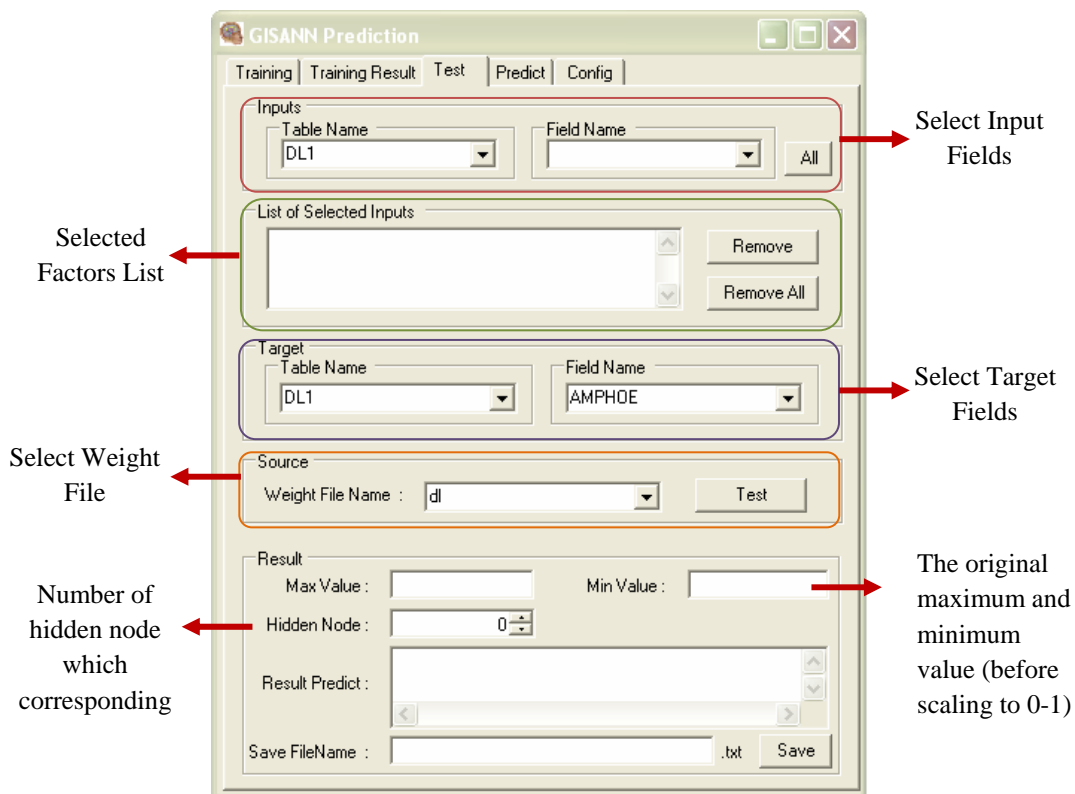 GISANN Prediction
Training Training Result Test Predict Config
Inputs
Table Name
DL1
Field Name
All
Select Input
Fields
List of Selected Inputs
Remove
Remove All
Selected
Factors List
Target
Table Name
DL1
Field Name
AMPHOE
Select Target
Fields
Source
Weight File Name :
dl
Test
Select Weight
File
Result
Max Value :
Min Value :
Hidden Node :
0
Result Predict :
Save FileName :
.txt
Save
Number of
hidden node
which
corresponding
The original
maximum and
minimum
value (before
scaling to 0-1)